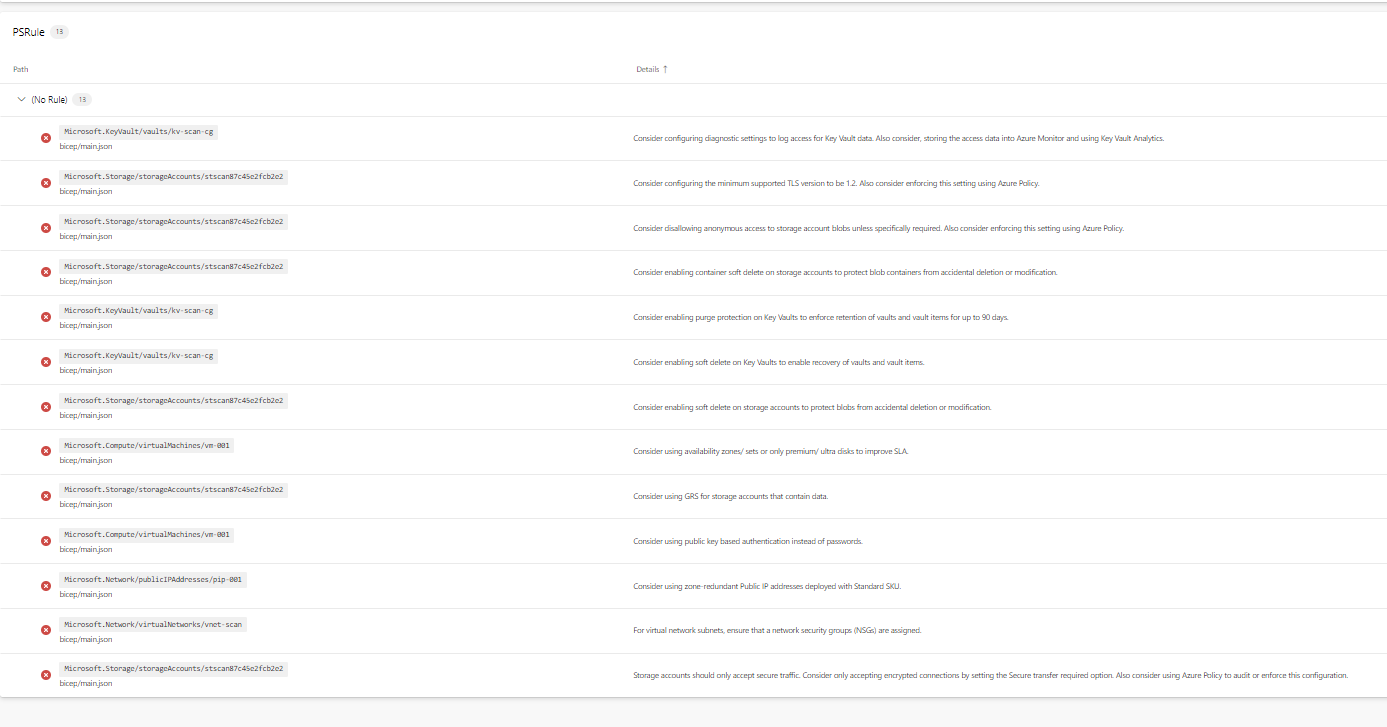 PSRule 13
Path Details ↑
(No Rule) 13
Microsoft.KeyVault/vaults/kv-scan-cg
bicep/main.json
Consider configuring diagnostic settings to log access for Key Vault data. Also consider, storing the access data into Azure Monitor and using Key Vault Analytics.
Microsoft.Storage/storageAccounts/stscan87c45e2fcb2e2
bicep/main.json
Consider configuring the minimum supported TLS version to be 1.2. Also consider enforcing this setting using Azure Policy.
Microsoft.Storage/storageAccounts/stscan87c45e2fcb2e2
bicep/main.json
Consider disallowing anonymous access to storage account blobs unless specifically required. Also consider enforcing this setting using Azure Policy.
Microsoft.Storage/storageAccounts/stscan87c45e2fcb2e2
bicep/main.json
Consider enabling container soft delete on storage accounts to protect blob containers from accidental deletion or modification.
Microsoft.KeyVault/vaults/kv-scan-cg
bicep/main.json
Consider enabling purge protection on Key Vaults to enforce retention of vaults and vault items for up to 90 days.
Microsoft.KeyVault/vaults/kv-scan-cg
bicep/main.json
Consider enabling soft delete on Key Vaults to enable recovery of vaults and vault items.
Microsoft.Storage/storageAccounts/stscan87c45e2fcb2e2
bicep/main.json
Consider enabling soft delete on storage accounts to protect blobs from accidental deletion or modification.
Microsoft.Compute/virtualMachines/vm-001
bicep/main.json
Consider using availability zones/ sets or only premium/ ultra disks to improve SLA.
Microsoft.Storage/storageAccounts/stscan87c45e2fcb2e2
bicep/main.json
Consider using GRS for storage accounts that contain data.
Microsoft.Compute/virtualMachines/vm-001
bicep/main.json
Consider using public key based authentication instead of passwords.
Microsoft.Network/publicIPAddresses/pip-001
bicep/main.json
Consider using zone-redundant Public IP addresses deployed with Standard SKU.
Microsoft.Network/virtualNetworks/vnet-scan
bicep/main.json
For virtual network subnets, ensure that a network security groups (NSGs) are assigned.
Microsoft.Storage/storageAccounts/stscan87c45e2fcb2e2
bicep/main.json
Storage accounts should only accept secure traffic. Consider only accepting encrypted connections by setting the Secure transfer required option. Also consider using Azure Policy to audit or enforce this configuration.